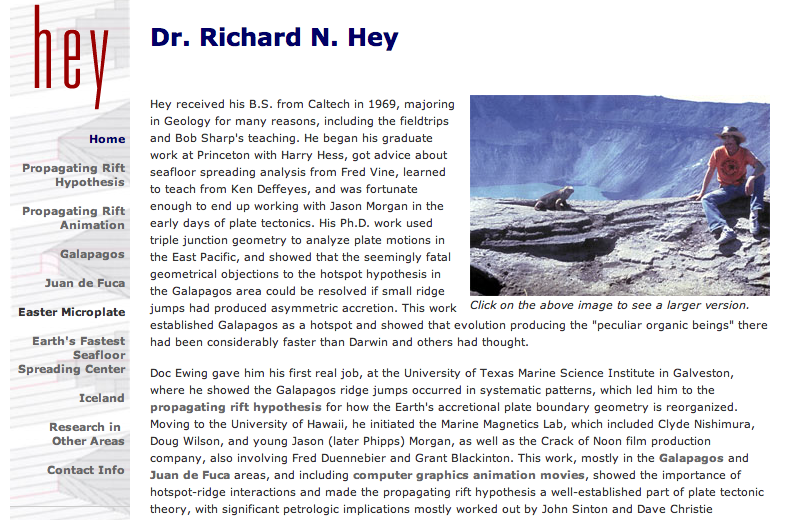 hey
Home
Propagating Rift
Hypothesis
Propagating Rift
Animation
Galapagos
Juan de Fuca
Easter Microplate
Earth's Fastest
Seafloor
Spreading Center
Iceland
Research in
Other Areas
Contact Info
Dr. Richard N. Hey
Hey received his B.S. from Caltech in 1969, majoring
in Geology for many reasons, including the fieldtrips
and Bob Sharp's teaching. He began his graduate
work at Princeton with Harry Hess, got advice about
seafloor spreading analysis from Fred Vine, learned
to teach from Ken Deffeyes, and was fortunate
enough to end up working with Jason Morgan in the
early days of plate tectonics. His Ph.D. work used
triple junction geometry to analyze plate motions in
the East Pacific, and showed that the seemingly fatal
geometrical objections to the hotspot hypothesis in
the Galapagos area could be resolved if small ridge
jumps had produced asymmetric accretion. This work
Click on the above image to see a larger version.
established Galapagos as a hotspot and showed that evolution producing the "peculiar organic beings" there
had been considerably faster than Darwin and others had thought.
Doc Ewing gave him his first real job, at the University of Texas Marine Science Institute in Galveston,
where he showed the Galapagos ridge jumps occurred in systematic patterns, which led him to the
propagating rift hypothesis for how the Earth's accretional plate boundary geometry is reorganized.
Moving to the University of Hawaii, he initiated the Marine Magnetics Lab, which included Clyde Nishimura,
Doug Wilson, and young Jason (later Phipps) Morgan, as well as the Crack of Noon film production
company, also involving Fred Duennebier and Grant Blackinton. This work, mostly in the Galapagos and
Juan de Fuca areas, and including computer graphics animation movies, showed the importance of
hotspot-ridge interactions and made the propagating rift hypothesis a well-established part of plate tectonic
theory, with significant petrologic implications mostly worked out by John Sinton and Dave Christie